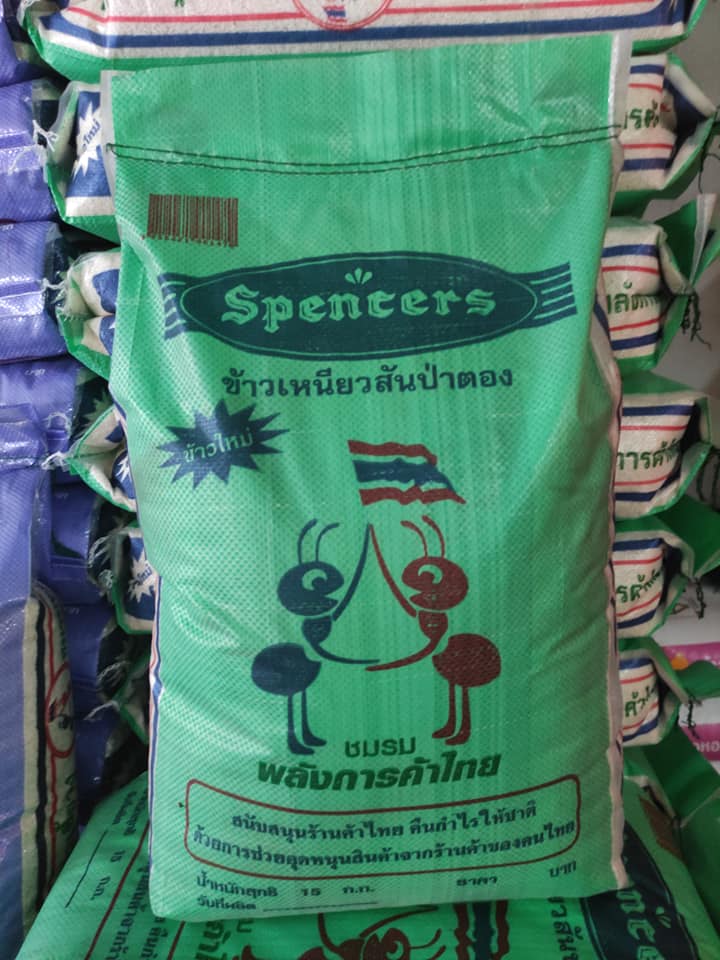 Spencers
ข้าวเหนียวสันป่าตอง
ข้าวใหม่
ชมรม
พลังการค้าไทย
สนับสนุนร้านค้าไทย คืนกำไรให้ชาติ
ด้วยการช่วยอุดหนุนสินค้าจากร้านค้าของคนไทย
น้ำหนักสุทธิ 15 ก.ก. ราคา บาท
วันที่ผลิต
15 ก.ก.